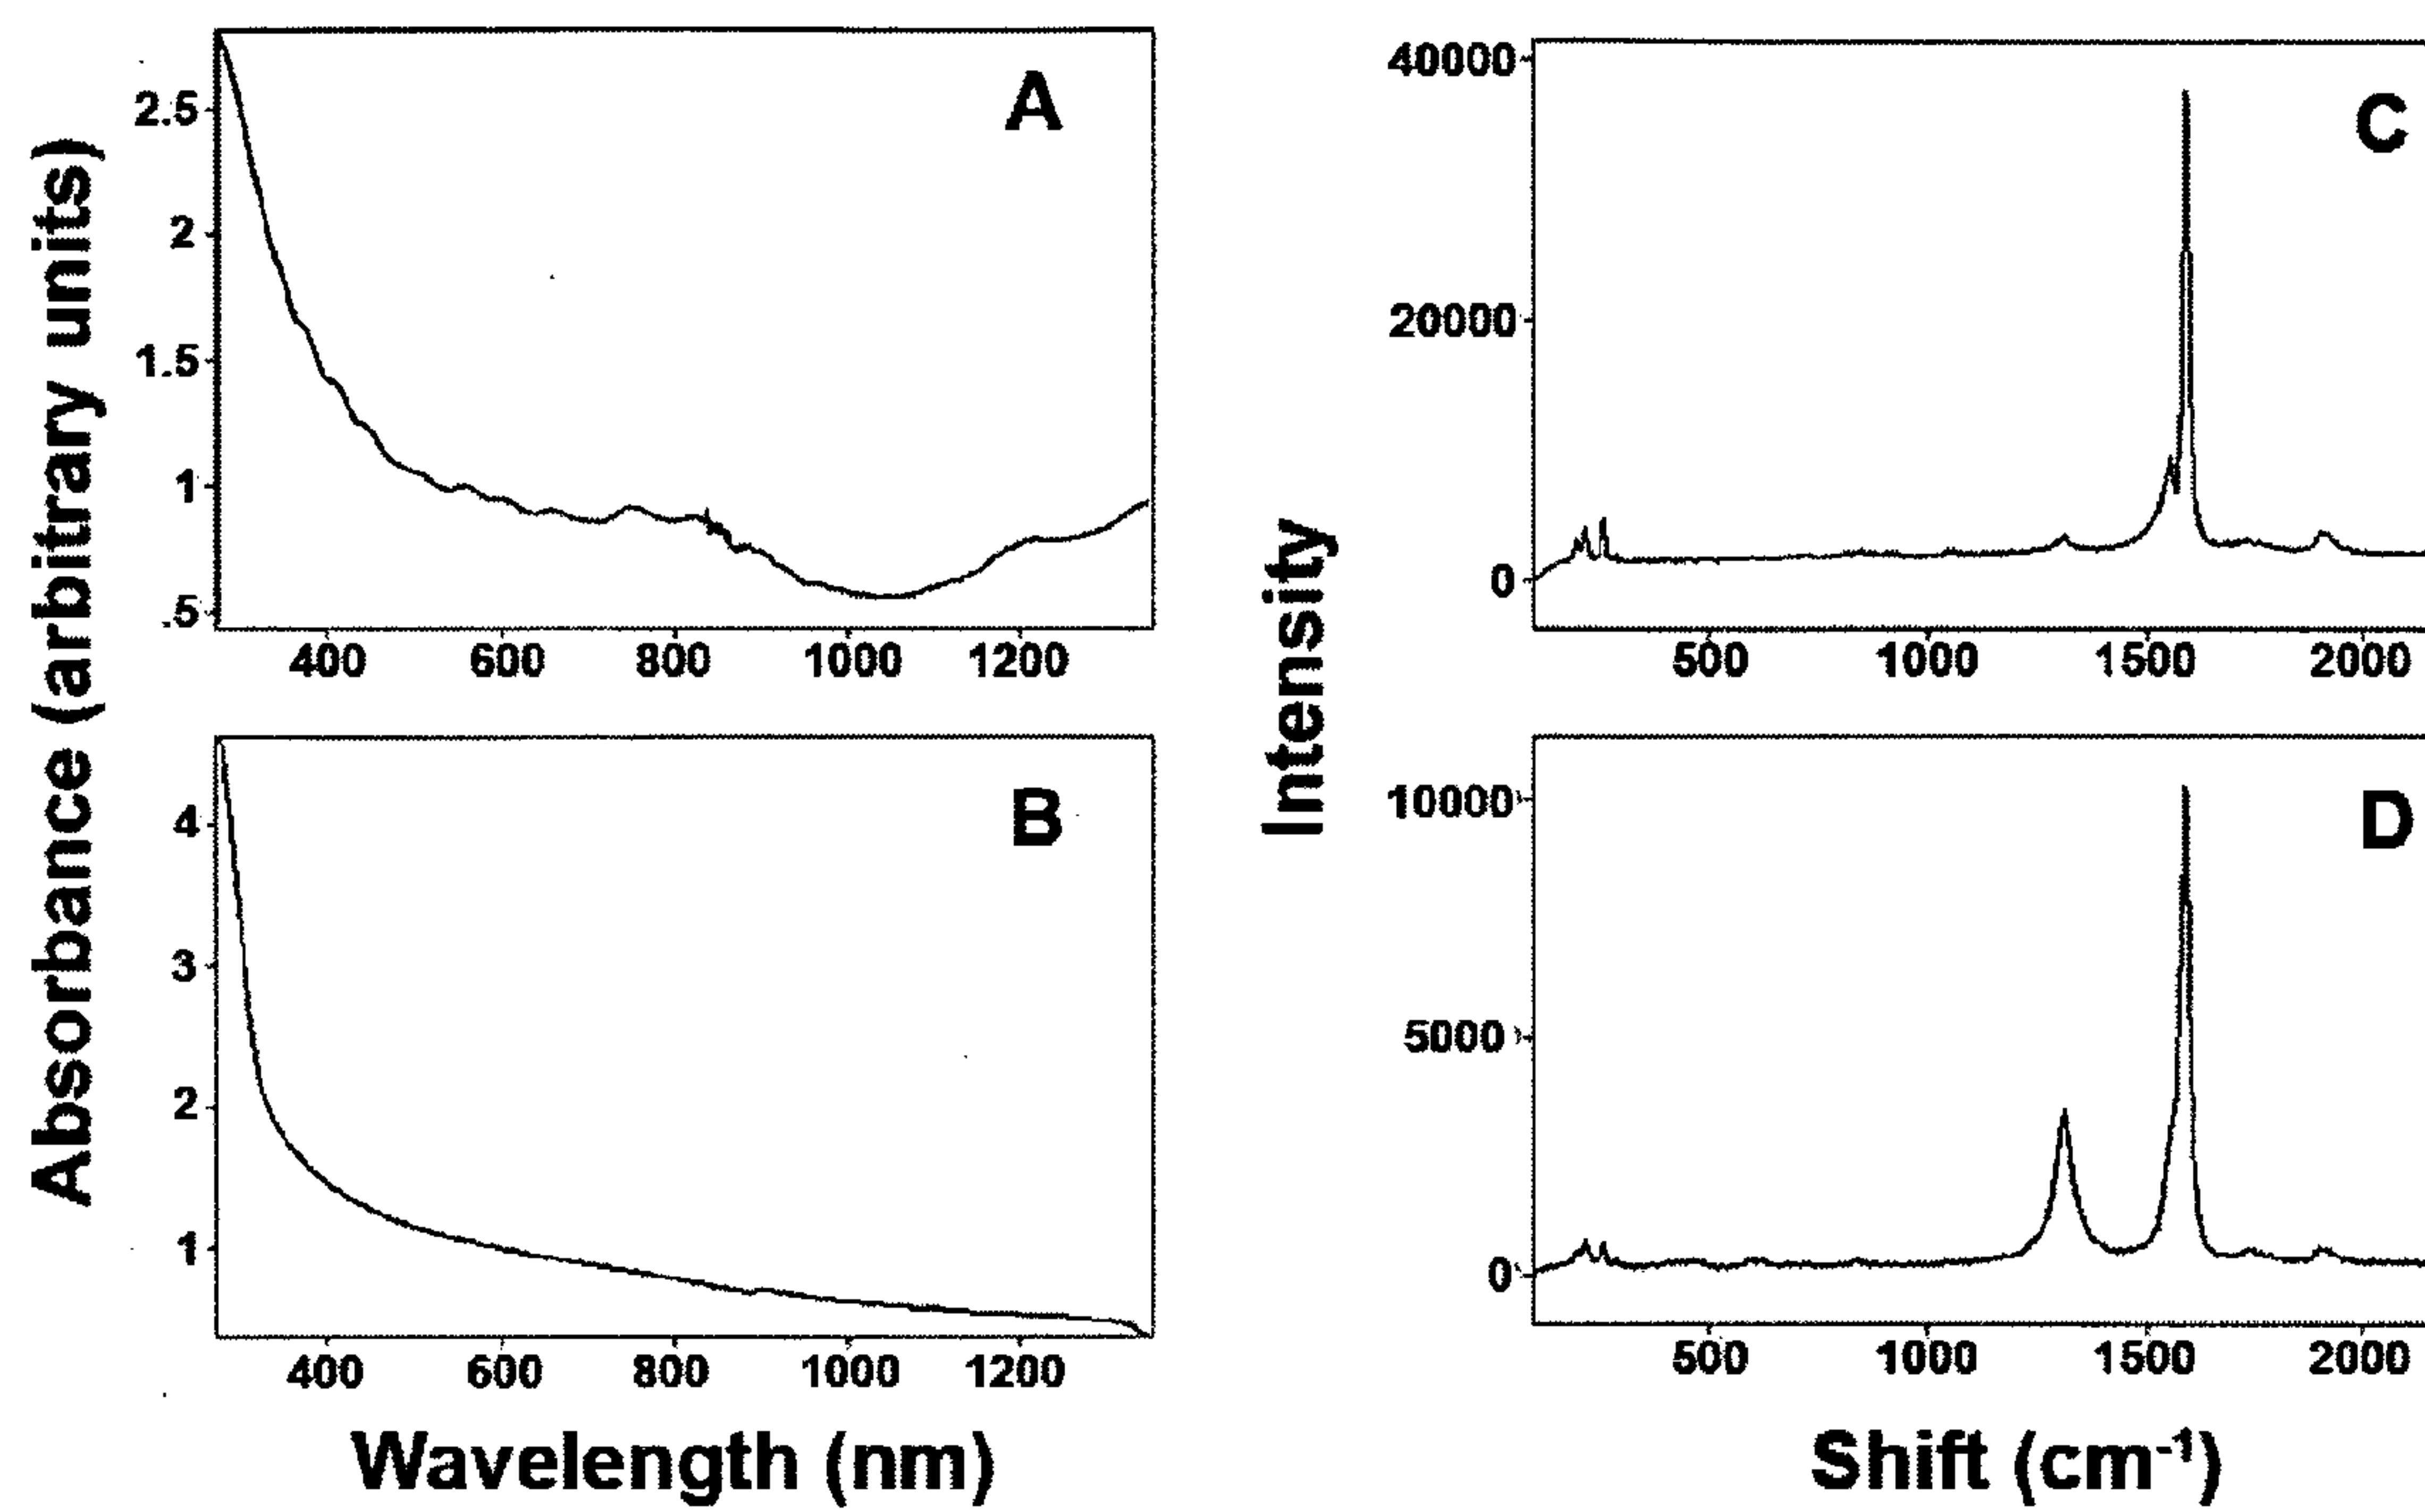 Absorbance (arbitrary units)
A
2.5
2
1.5
1
.5
400 600 800 1000 1200
B
4
3
2
1
400 600 800 1000 1200
Wavelength (nm)
Intensity
C
40000
20000
0
500 1000 1500 2000
D
10000
5000
0
500 1000 1500 2000
Shift (cm⁻¹)